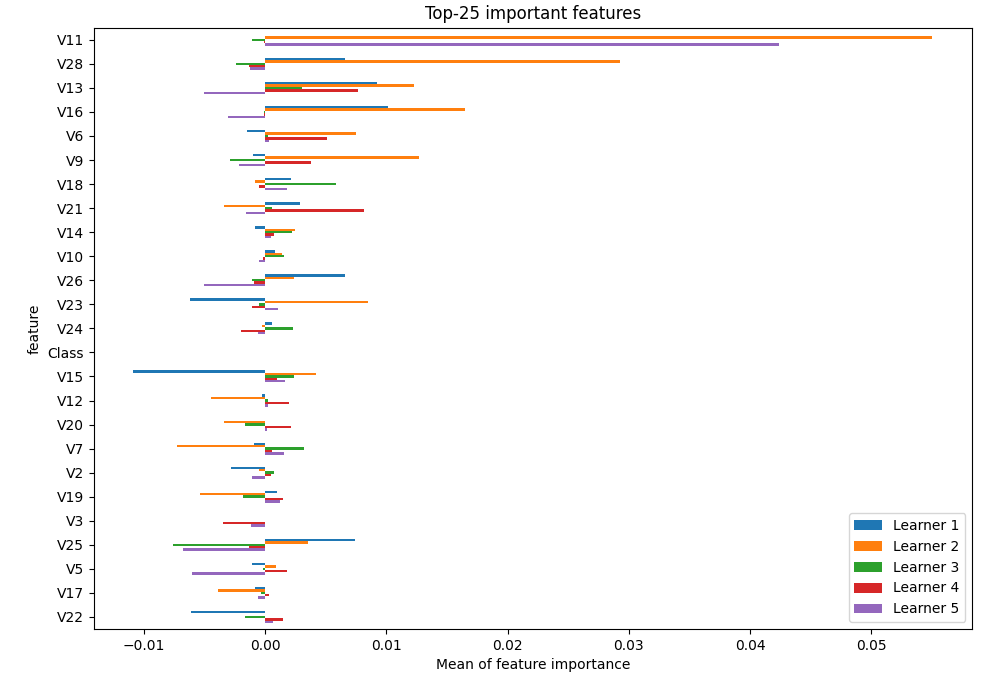 Top-25 important features
V11
V28
V13
V16
V6
V9
V18
V21
V14
V10
V26
V23
V24
Class
V15
V12
V20
V7
V2
V19
V3
V25
V5
V17
V22
feature
−0.01 0.00 0.01 0.02 0.03 0.04 0.05
Mean of feature importance
Learner 1
Learner 2
Learner 3
Learner 4
Learner 5